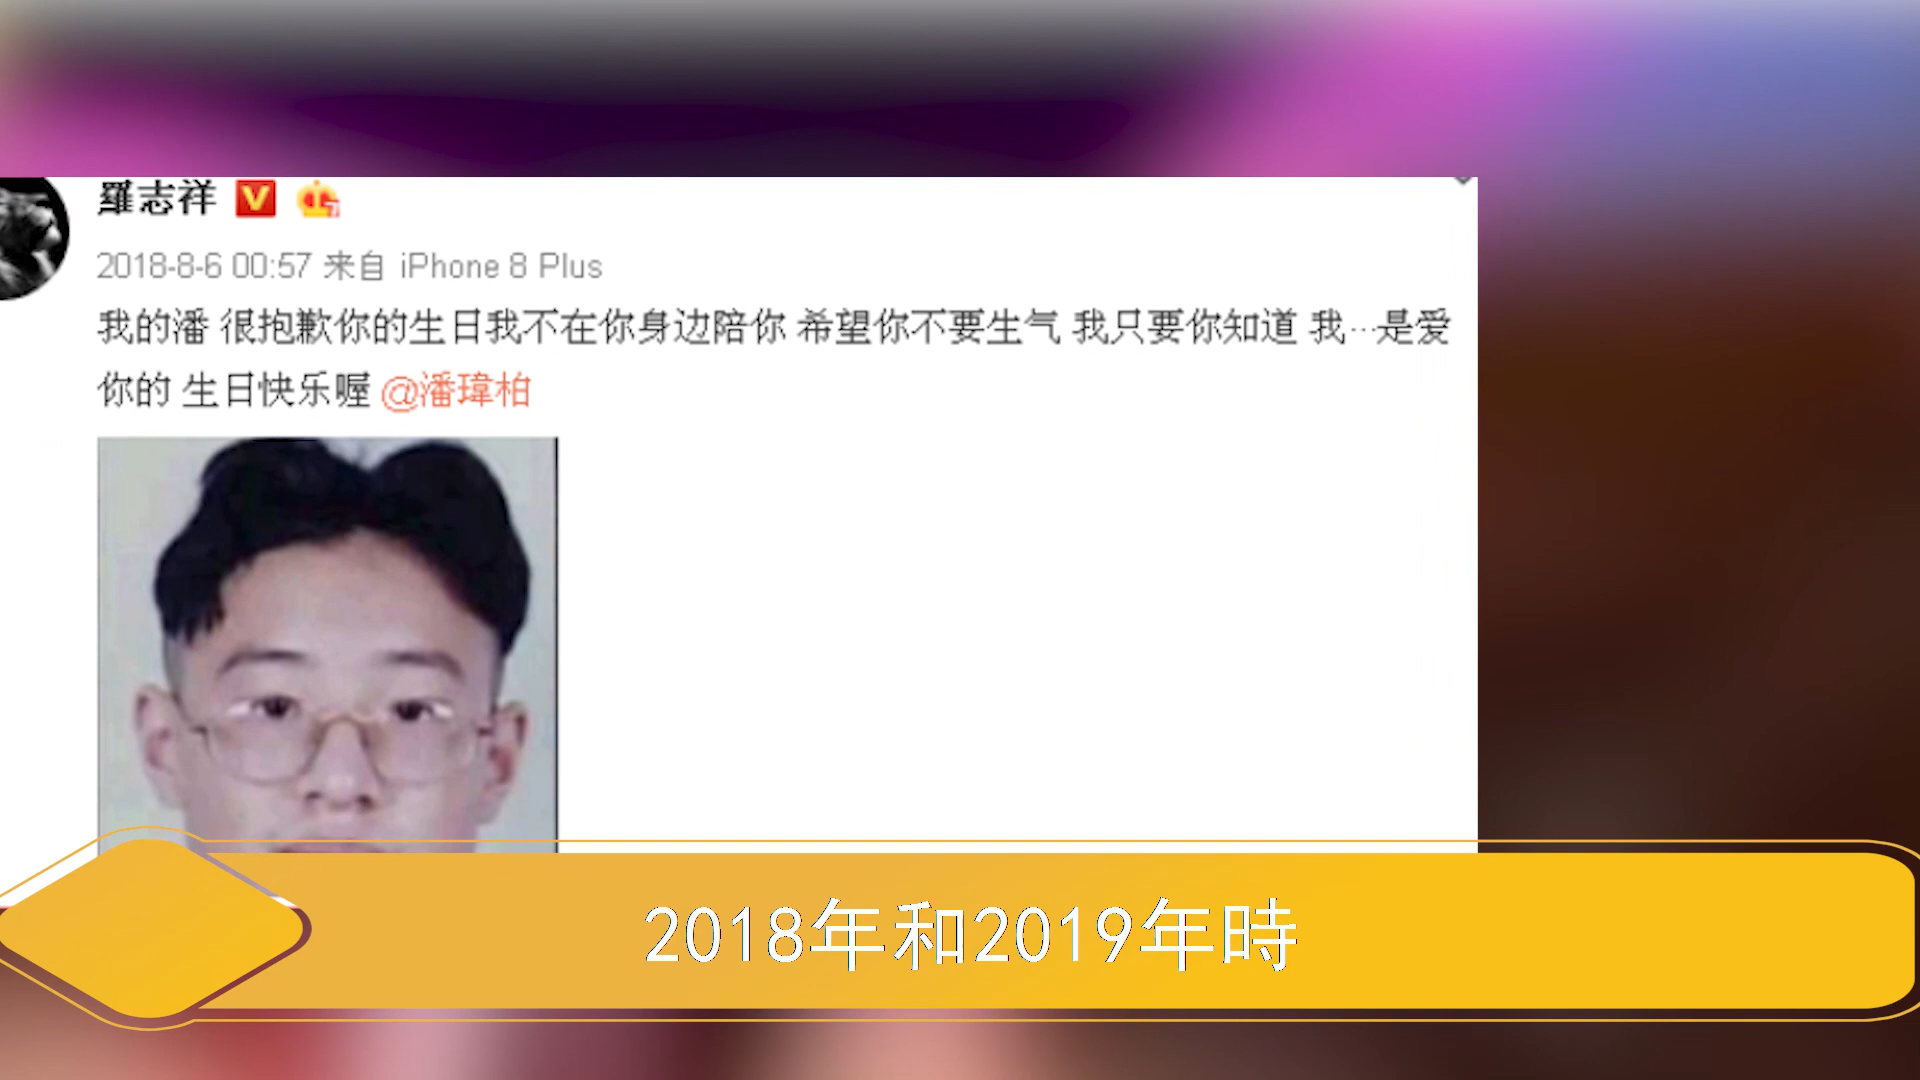 羅志祥 V
2018-8-6 00:57 来自 iPhone 8 Plus
我的潘 很抱歉你的生日我不在你身边陪你 希望你不要生气 我只要你知道 我…是爱
你的 生日快乐喔 @潘瑋柏
2018年和2019年時